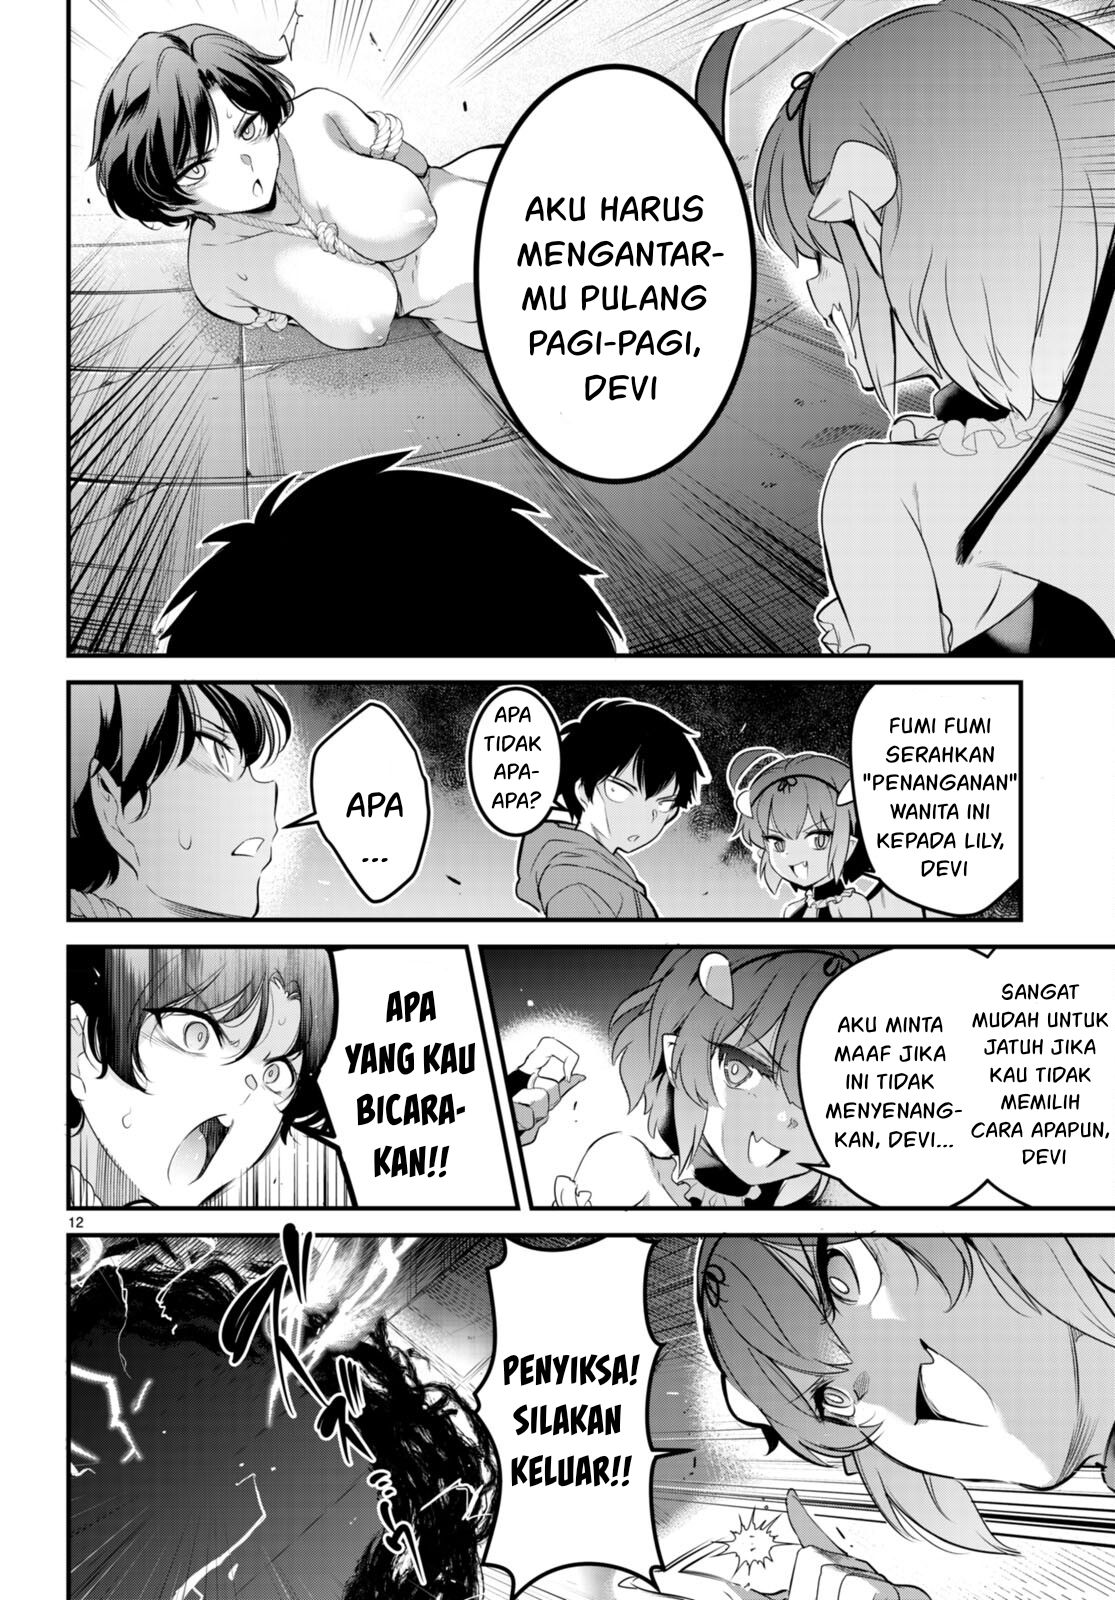 AKU HARUS
MENGANTAR-
MU PULANG
PAGI-PAGI,
DEVI
FUMI FUMI
SERAHKAN
"PENANGANAN"
WANITA INI
KEPADA LILY,
DEVI
APA
TIDAK
APA-
APA?
APA
...
SANGAT
MUDAH UNTUK
JATUH JIKA
KAU TIDAK
MEMILIH
CARA APAPUN,
DEVI
AKU MINTA
MAAF JIKA
INI TIDAK
MENYENANG-
KAN, DEVI...
APA
YANG KAU
BICARA-
KAN!!
12
PENYIKSA!
SILAKAN
KELUAR!!